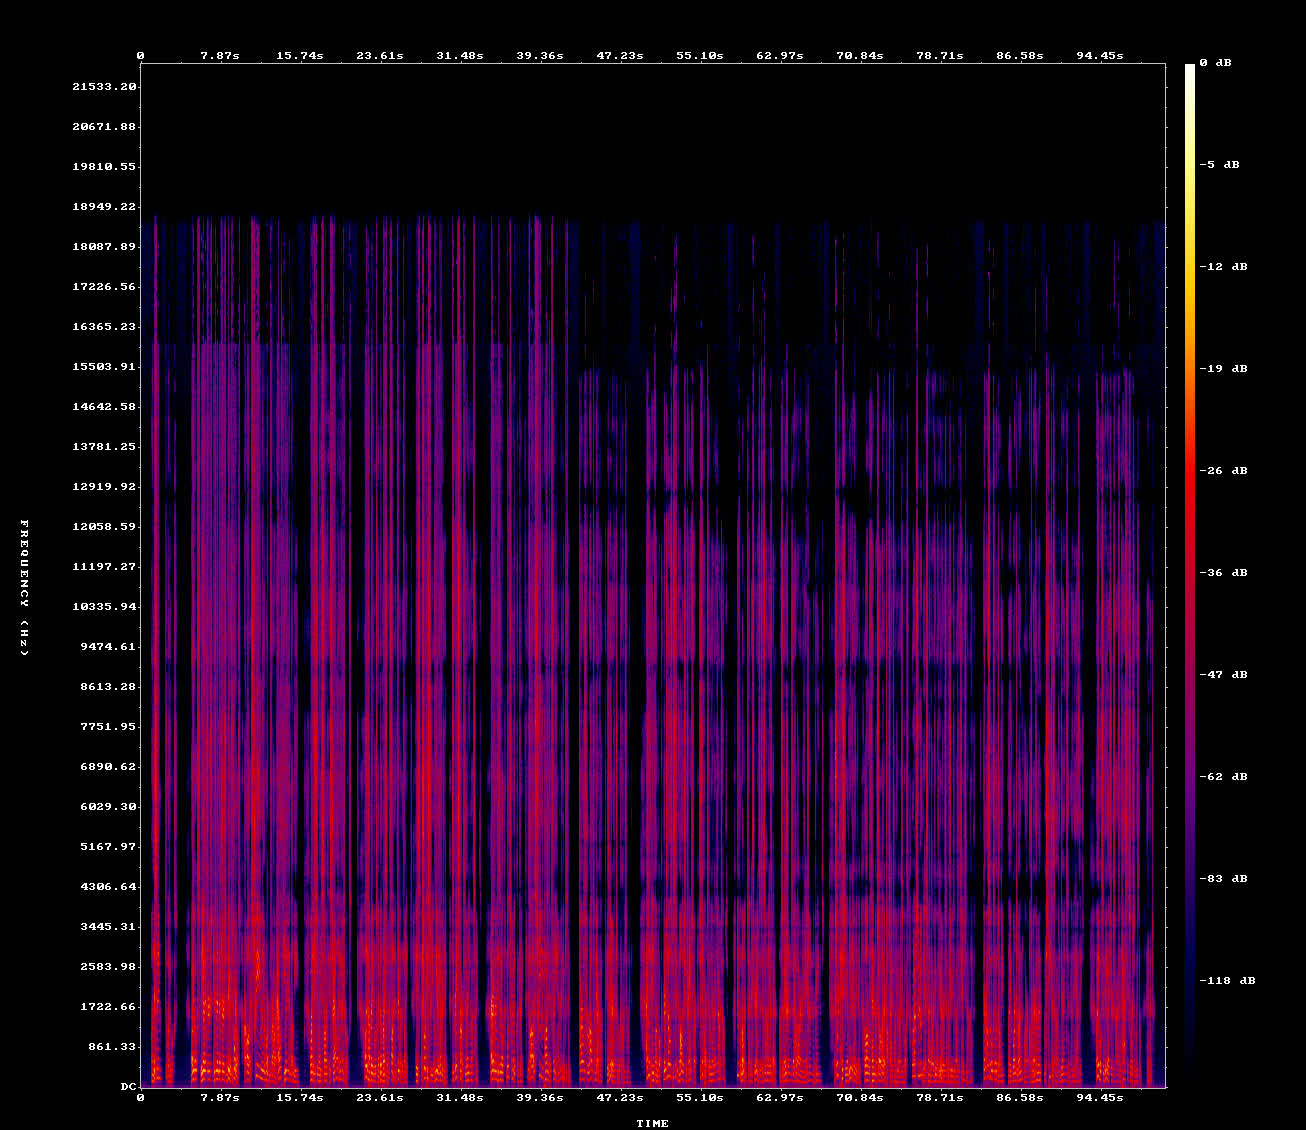 0 7.87s 15.74s 23.61s 31.48s 39.36s 47.23s 55.10s 62.97s 70.84s 78.71s 86.58s 94.45s
0 dB
21533.20
20671.88
-5 dB
19810.55
18949.22
18087.89
-12 dB
17226.56
16365.23
15503.91
-19 dB
14642.58
13781.25
-26 dB
12919.92
12058.59
11197.27
-36 dB
10335.94
9474.61
8613.28
-47 dB
7751.95
6890.62
-62 dB
6029.30
5167.97
4306.64
-83 dB
3445.31
2583.98
-118 dB
1722.66
861.33
DC
FREQUENCY (Hz)
0 7.87s 15.74s 23.61s 31.48s 39.36s 47.23s 55.10s 62.97s 70.84s 78.71s 86.58s 94.45s
TIME